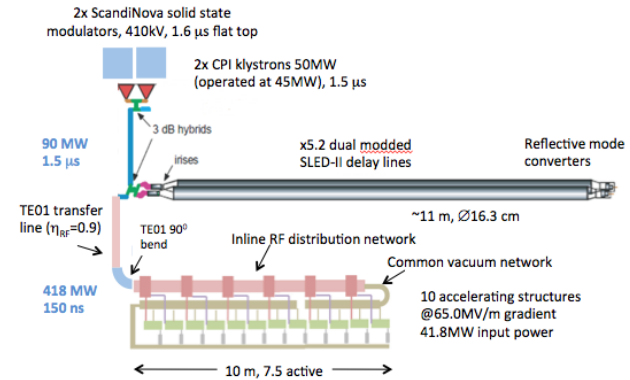 2x ScandiNova solid state
modulators, 410kV, 1.6 μs flat top
2x CPI klystrons 50MW
(operated at 45MW), 1.5 μs
3 dB hybrids
90 MW
1.5 μs
irises
x5.2 dual modded
SLED-II delay lines
Reflective mode
converters
~11 m, Ø16.3 cm
TE01 transfer
line (ηRF=0.9)
TE01 90⁰
bend
Inline RF distribution network
Common vacuum network
418 MW
150 ns
10 accelerating structures
@65.0MV/m gradient
41.8MW input power
10 m, 7.5 active